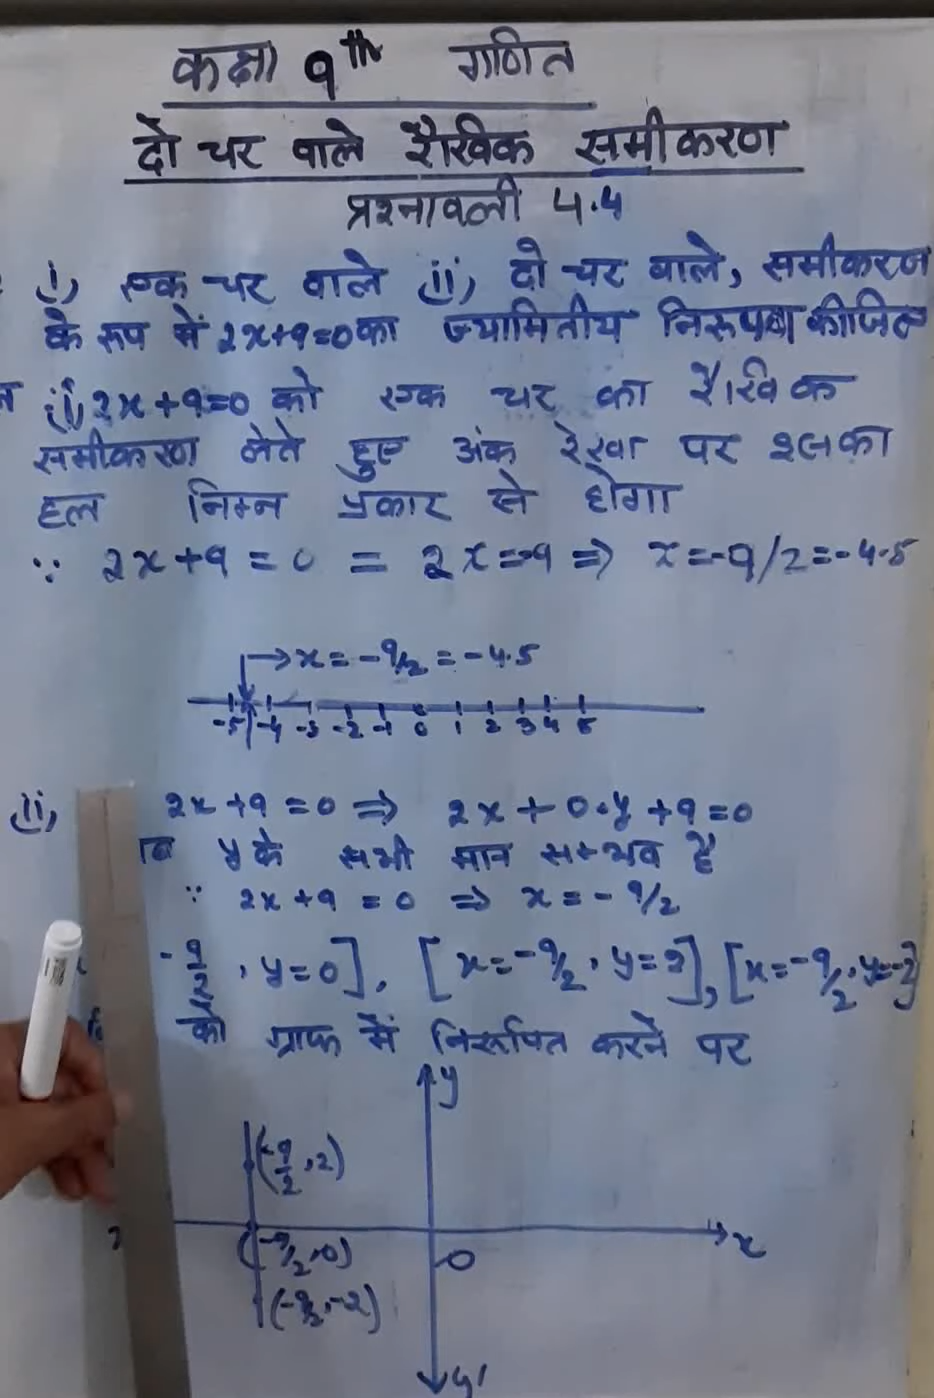 कक्षा 9th गणित
दो चर वाले रैखिक समीकरण
प्रश्नावली 4.4
i, एक चर वाले ii, दो चर वाले, समीकरण
के रूप में 2x+9=0 का ज्यामितीय निरूपण कीजिए
i, 2x+9=0 को एक चर का रैखिक
समीकरण लेते हुए अंक रेखा पर इसका
हल निम्न प्रकार से होगा
∵ 2x+9=0 = 2x=-9 ⇒ x=-9/2=-4.5
→x=-9/2=-4.5
-5 -4 -3 -2 -1 0 1 2 3 4 5
ii, 2x+9=0 ⇒ 2x+0.y+9=0
y के सभी मान सम्भव है
∵ 2x+9=0 ⇒ x=-9/2
-9/2, y=0], [x=-9/2, y=2], [x=-9/2, y=-2]
को ग्राफ में निरूपित करने पर
y
(-9/2, 2)
x
(-9/2, 0) O
(-9/2, -2)
y'